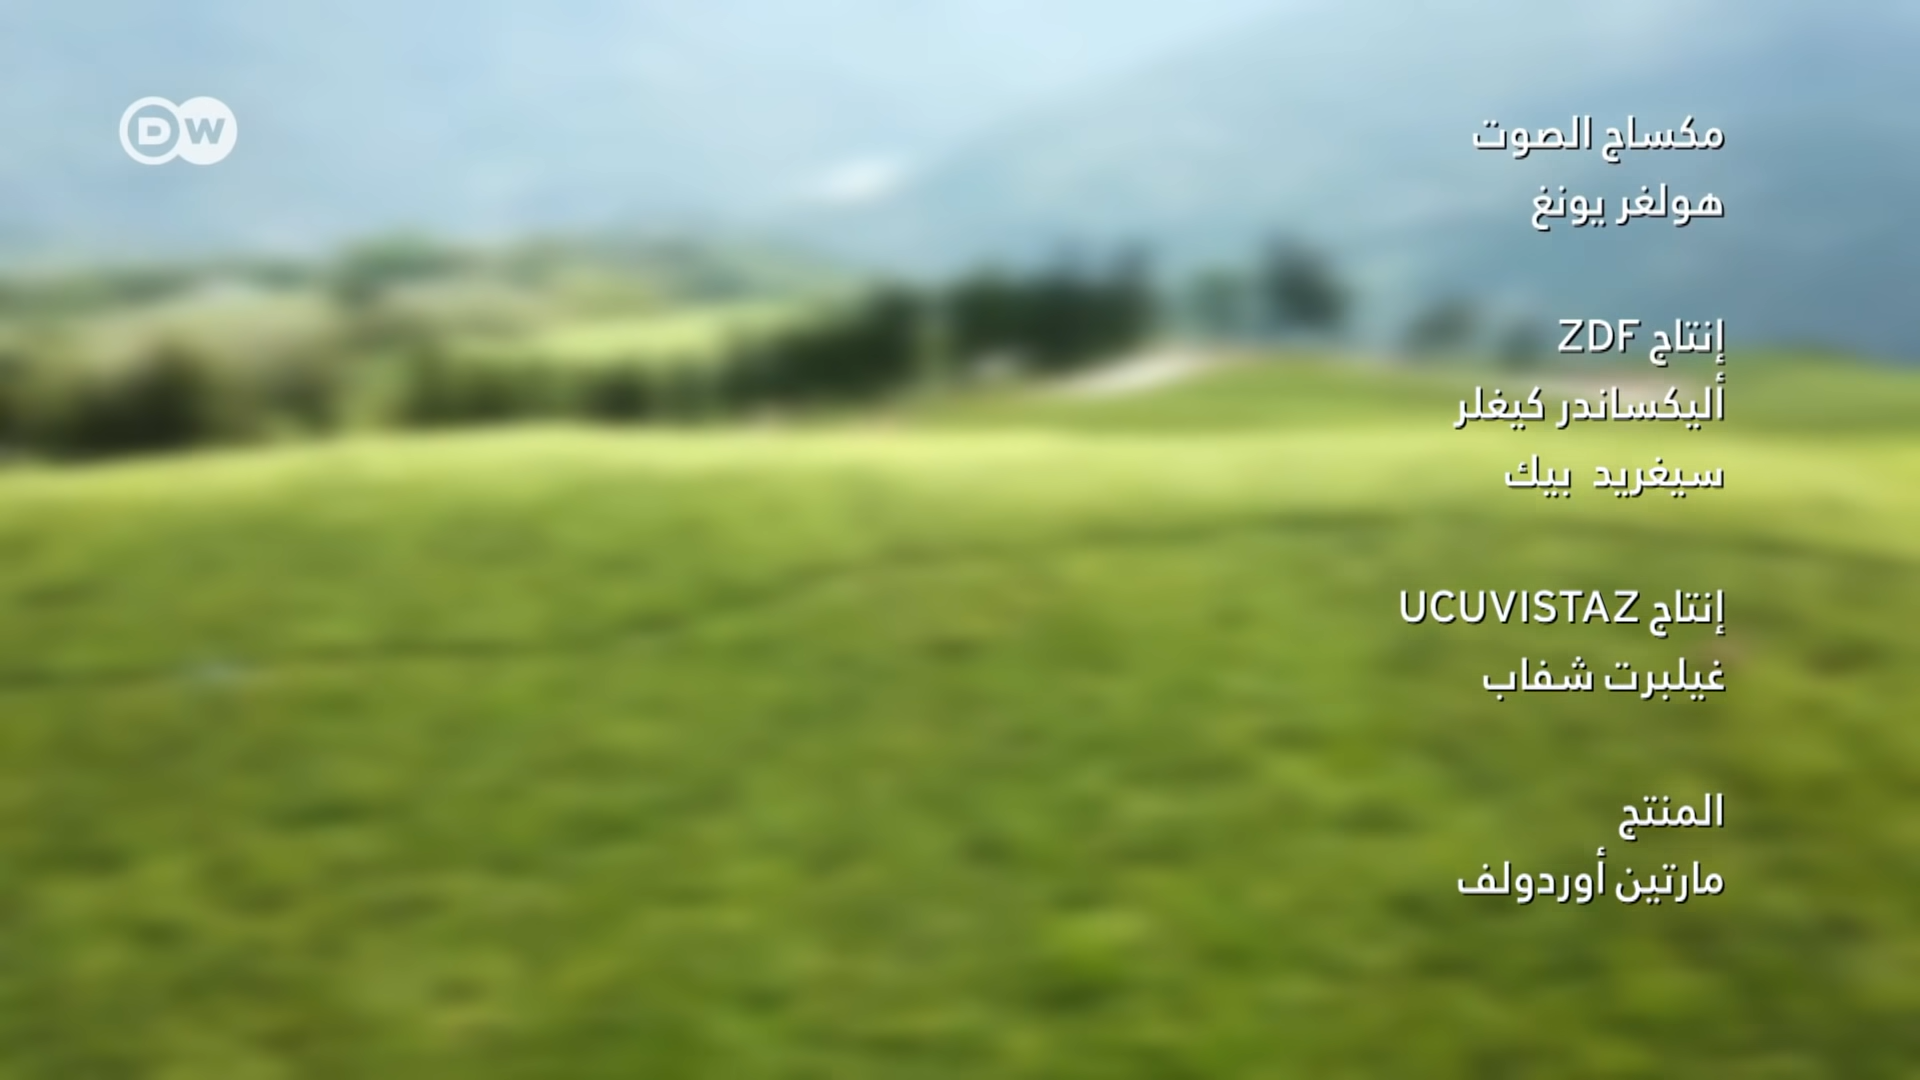 DW
مكساج الصوت
هولغر يونغ
إنتاج ZDF
أليكساندر كيغلر
سيغريد بيك
إنتاج UCUVISTAZ
غيلبرت شفاب
المنتج
مارتين أوردولف